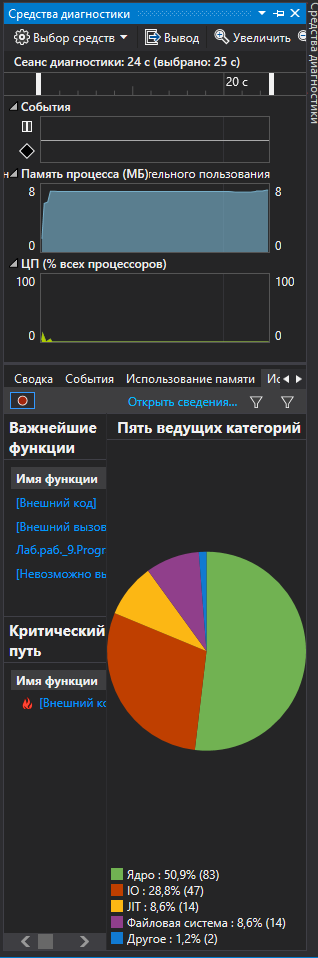 Средства диагностики
Выбор средств
Вывод
Увеличить
Средства диагностики
Сеанс диагностики: 24 с (выбрано: 25 с)
20 с
События
Память процесса (МБ)
ельного пользования
8
8
0
0
ЦП (% всех процессоров)
100
100
0
0
Сводка
События
Использование памяти
Ис
Открыть сведения...
Важнейшие
функции
Пять ведущих категорий
Имя функции
[Внешний код]
[Внешний вызов
Лаб.раб._9.Progr
[Невозможно вы
Критический
путь
Имя функции
[Внешний ко
Ядро : 50,9% (83)
IO : 28,8% (47)
JIT : 8,6% (14)
Файловая система : 8,6% (14)
Другое : 1,2% (2)